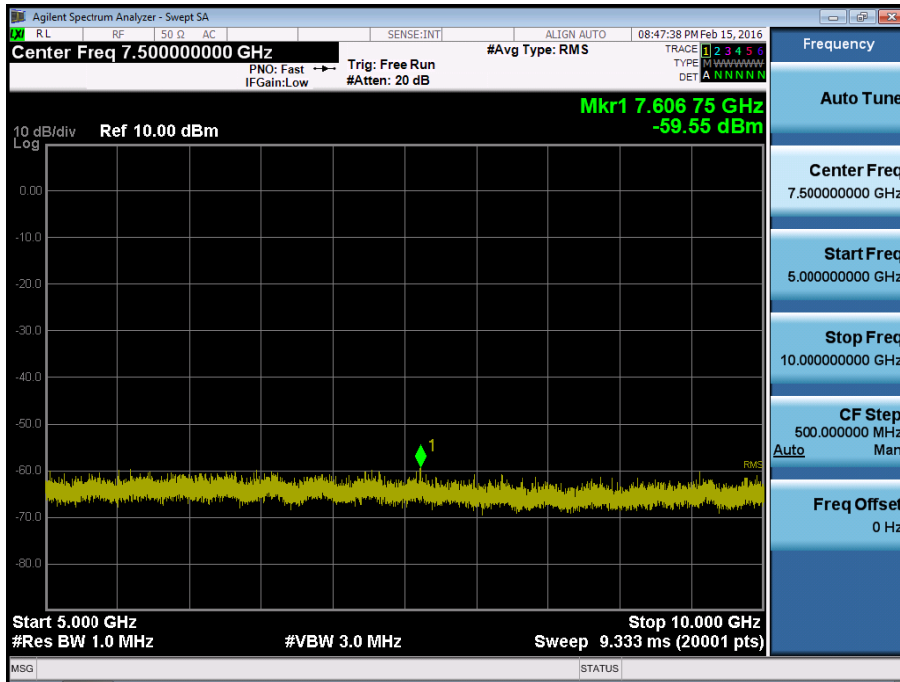 Agilent Spectrum Analyzer - Swept SA
LXI RL RF 50 Ω AC SENSE:INT ALIGN AUTO 08:47:38 PM Feb 15, 2016
Center Freq 7.500000000 GHz
PNO: Fast
IFGain:Low
Trig: Free Run
#Atten: 20 dB
#Avg Type: RMS
TRACE 1 2 3 4 5 6
TYPE M WWWWW
DET A N N N N N
Mkr1 7.606 75 GHz
-59.55 dBm
10 dB/div Ref 10.00 dBm
Log
0.00
-10.0
-20.0
-30.0
-40.0
-50.0
1
-60.0
RMS
-70.0
-80.0
Start 5.000 GHz Stop 10.000 GHz
#Res BW 1.0 MHz #VBW 3.0 MHz Sweep 9.333 ms (20001 pts)
MSG STATUS
Frequency
Auto Tune
Center Freq
7.500000000 GHz
Start Freq
5.000000000 GHz
Stop Freq
10.000000000 GHz
CF Step
500.000000 MHz
Auto Man
Freq Offset
0 Hz